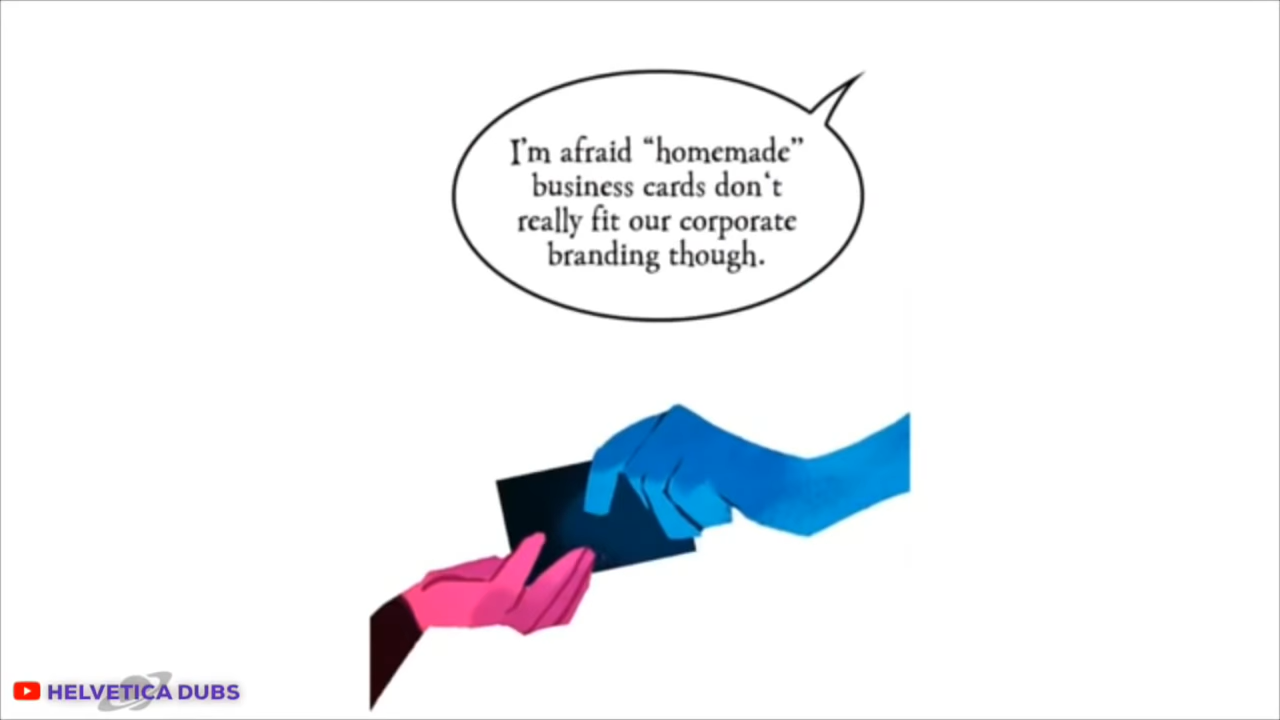 I'm afraid “homemade”
business cards don‘t
really fit our corporate
branding though.
HELVETICA DUBS